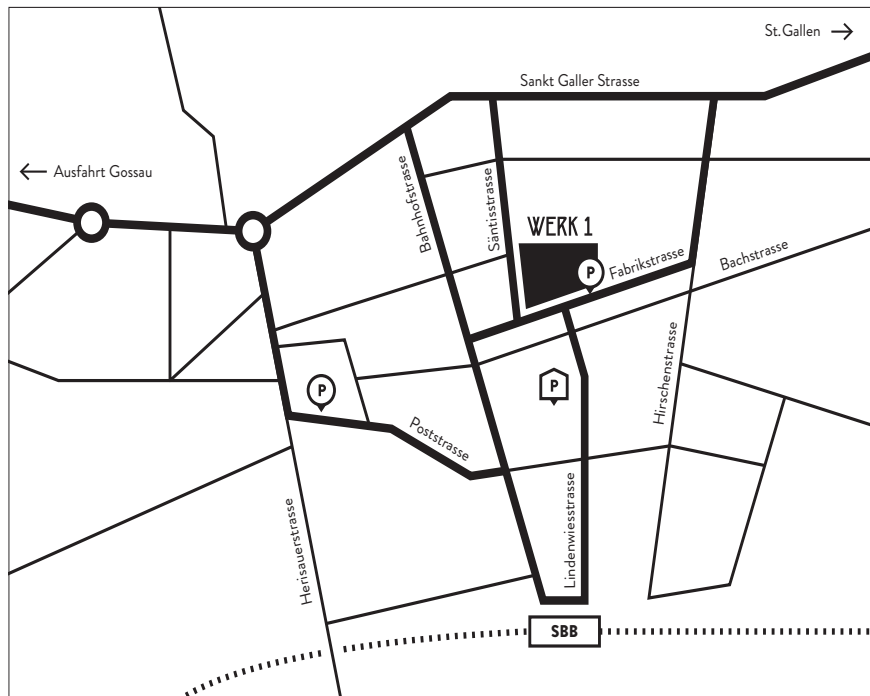 St.Gallen
Sankt Galler Strasse
Ausfahrt Gossau
Bahnhofstrasse
Säntisstrasse
WERK 1
P
Fabrikstrasse
Bachstrasse
Hirschenstrasse
P
P
Poststrasse
Herisauerstrasse
Lindenwiesstrasse
SBB